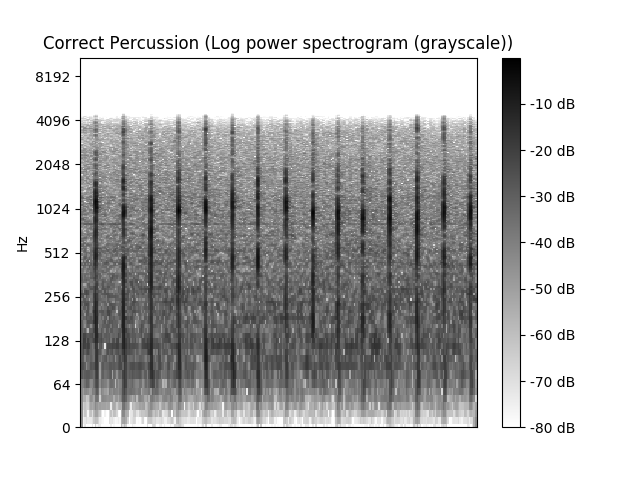 Correct Percussion (Log power spectrogram (grayscale))
8192
4096
2048
1024
512
256
128
64
0
Hz
-10 dB
-20 dB
-30 dB
-40 dB
-50 dB
-60 dB
-70 dB
-80 dB